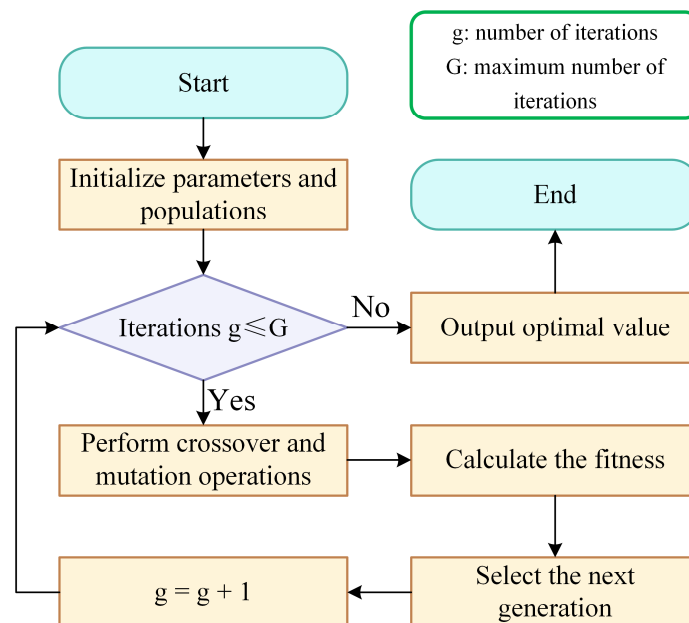 Start
g: number of iterations
G: maximum number of
iterations
Initialize parameters and
populations
End
Iterations g⩽G
No
Output optimal value
Yes
Perform crossover and
mutation operations
Calculate the fitness
Select the next
generation
g = g + 1